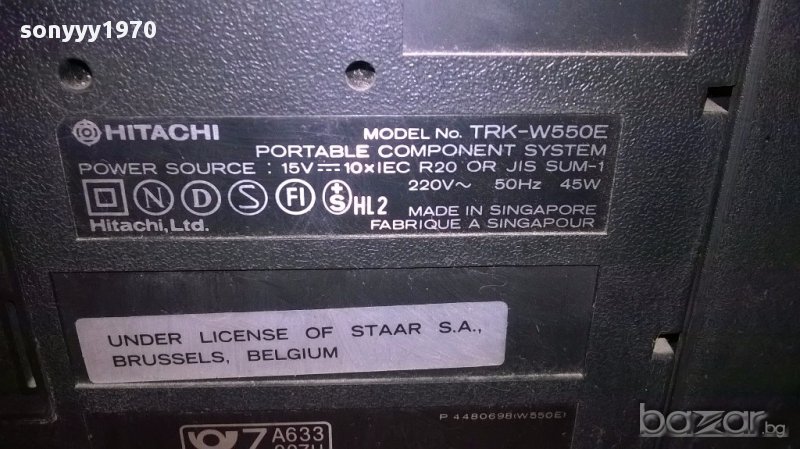 sonyyy1970
HITACHI MODEL No. TRK-W550E
PORTABLE COMPONENT SYSTEM
POWER SOURCE : 15V⎓10×IEC R20 OR JIS SUM-1
220V~ 50Hz 45W
N D S FI +S HL2 MADE IN SINGAPORE
Hitachi, Ltd. FABRIQUE A SINGAPOUR
UNDER LICENSE OF STAAR S.A.,
BRUSSELS, BELGIUM
P 4480698(W550E)
7 A633
bazar.bg